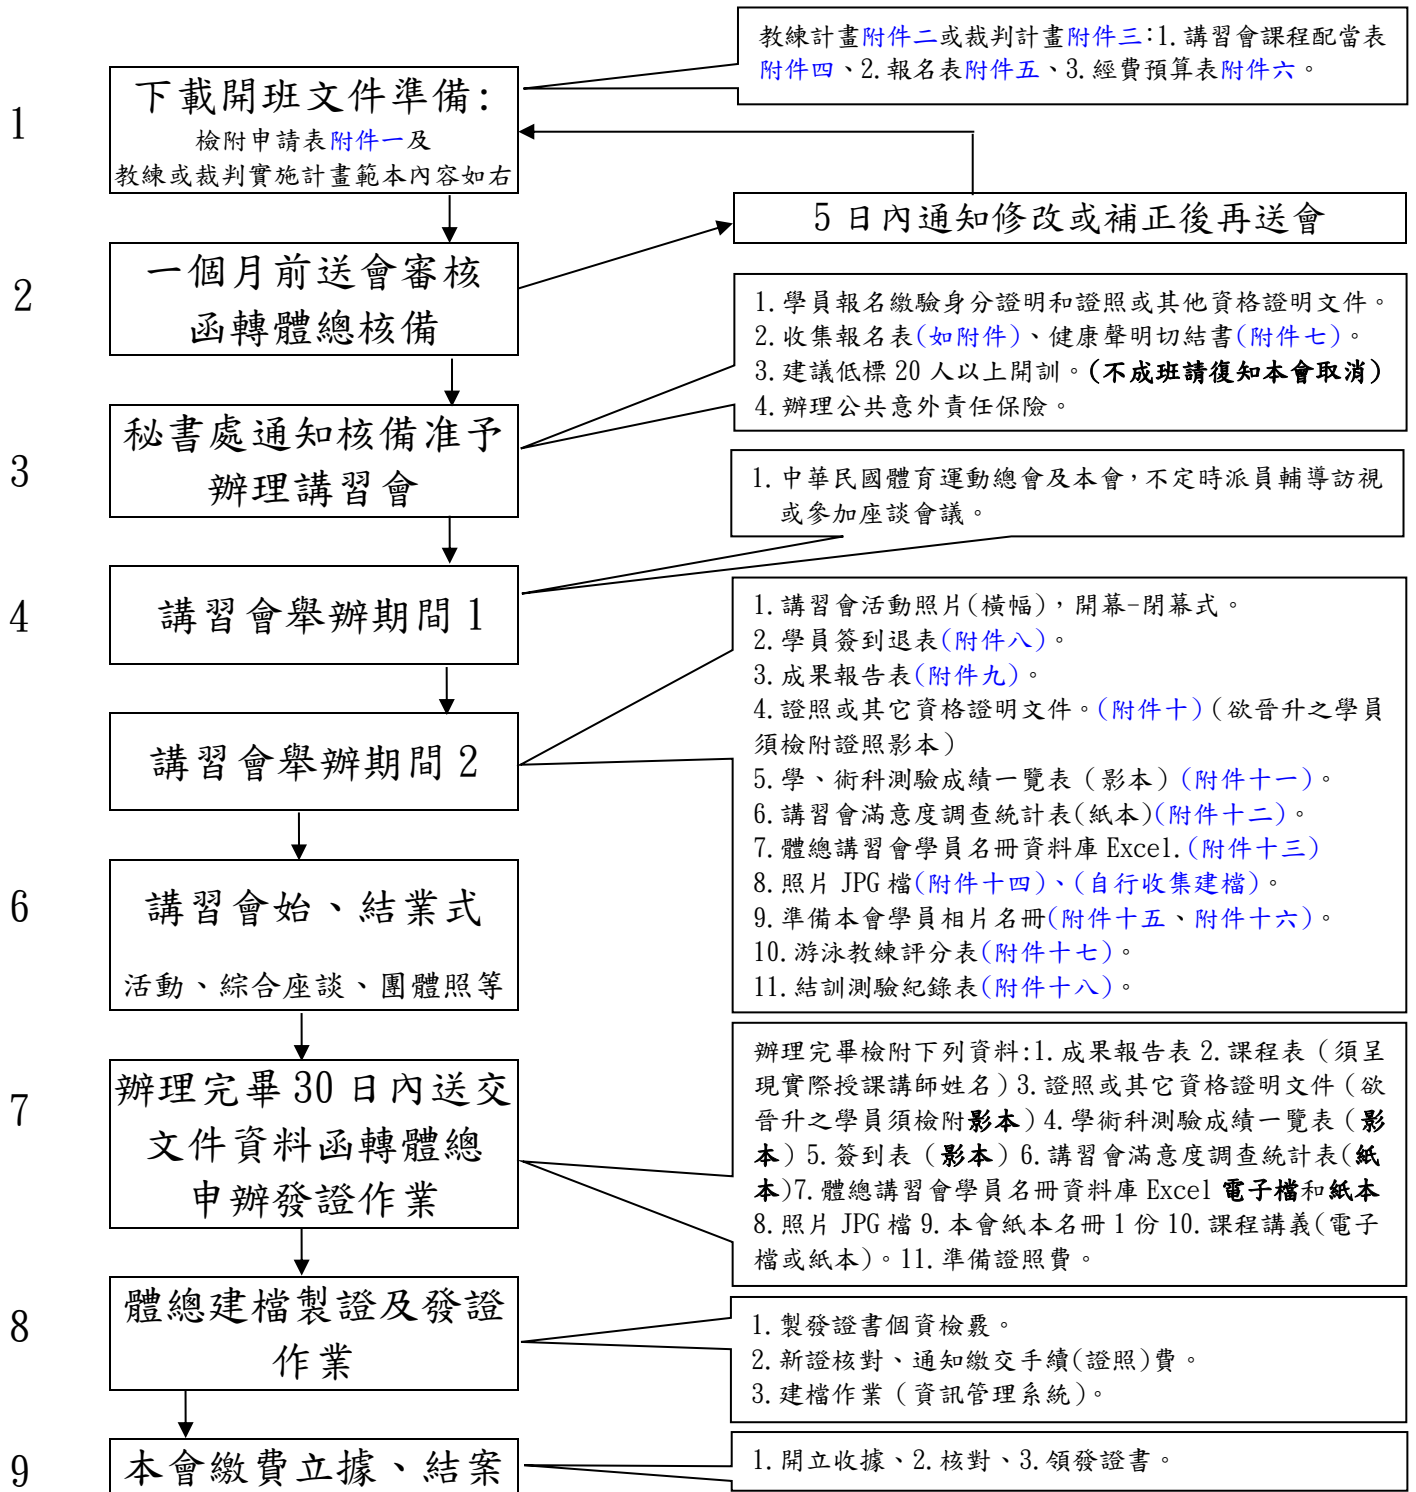 教練計畫附件二或裁判計畫附件三:1.講習會課程配當表
附件四、2.報名表附件五、3.經費預算表附件六。
1
下載開班文件準備:
檢附申請表附件一及
教練或裁判實施計畫範本內容如右
5 日內通知修改或補正後再送會
2
一個月前送會審核
函轉體總核備
1.學員報名繳驗身分證明和證照或其他資格證明文件。
2.收集報名表(如附件)、健康聲明切結書(附件七)。
3.建議低標 20 人以上開訓。(不成班請復知本會取消)
4.辦理公共意外責任保險。
3
秘書處通知核備准予
辦理講習會
1.中華民國體育運動總會及本會,不定時派員輔導訪視
或參加座談會議。
4
講習會舉辦期間 1
1.講習會活動照片(橫幅),開幕-閉幕式。
2.學員簽到退表(附件八)。
3.成果報告表(附件九)。
4.證照或其它資格證明文件。(附件十)(欲晉升之學員
須檢附證照影本)
5.學、術科測驗成績一覽表(影本)(附件十一)。
6.講習會滿意度調查統計表(紙本)(附件十二)。
7.體總講習會學員名冊資料庫 Excel.(附件十三)
8.照片 JPG 檔(附件十四)、(自行收集建檔)。
9.準備本會學員相片名冊(附件十五、附件十六)。
10.游泳教練評分表(附件十七)。
11.結訓測驗紀錄表(附件十八)。
講習會舉辦期間 2
6
講習會始、結業式
活動、綜合座談、團體照等
7
辦理完畢 30 日內送交
文件資料函轉體總
申辦發證作業
辦理完畢檢附下列資料:1.成果報告表 2.課程表(須呈
現實際授課講師姓名)3.證照或其它資格證明文件(欲
晉升之學員須檢附影本)4.學術科測驗成績一覽表(影
本)5.簽到表(影本)6.講習會滿意度調查統計表(紙
本)7.體總講習會學員名冊資料庫 Excel 電子檔和紙本
8.照片 JPG 檔 9.本會紙本名冊 1 份 10.課程講義(電子
檔或紙本)。11.準備證照費。
8
體總建檔製證及發證
作業
1.製發證書個資檢覈。
2.新證核對、通知繳交手續(證照)費。
3.建檔作業(資訊管理系統)。
9
本會繳費立據、結案
1.開立收據、2.核對、3.領發證書。